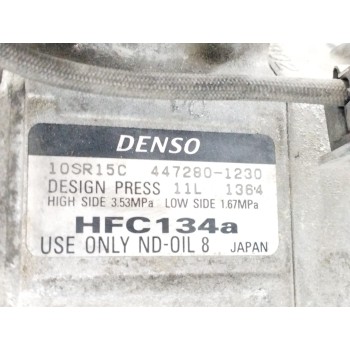 DENSO
10SR15C 447280-1230
DESIGN PRESS 11L 1364
HIGH SIDE 3.53MPa LOW SIDE 1.67MPa
HFC134a
USE ONLY ND-OIL 8 JAPAN